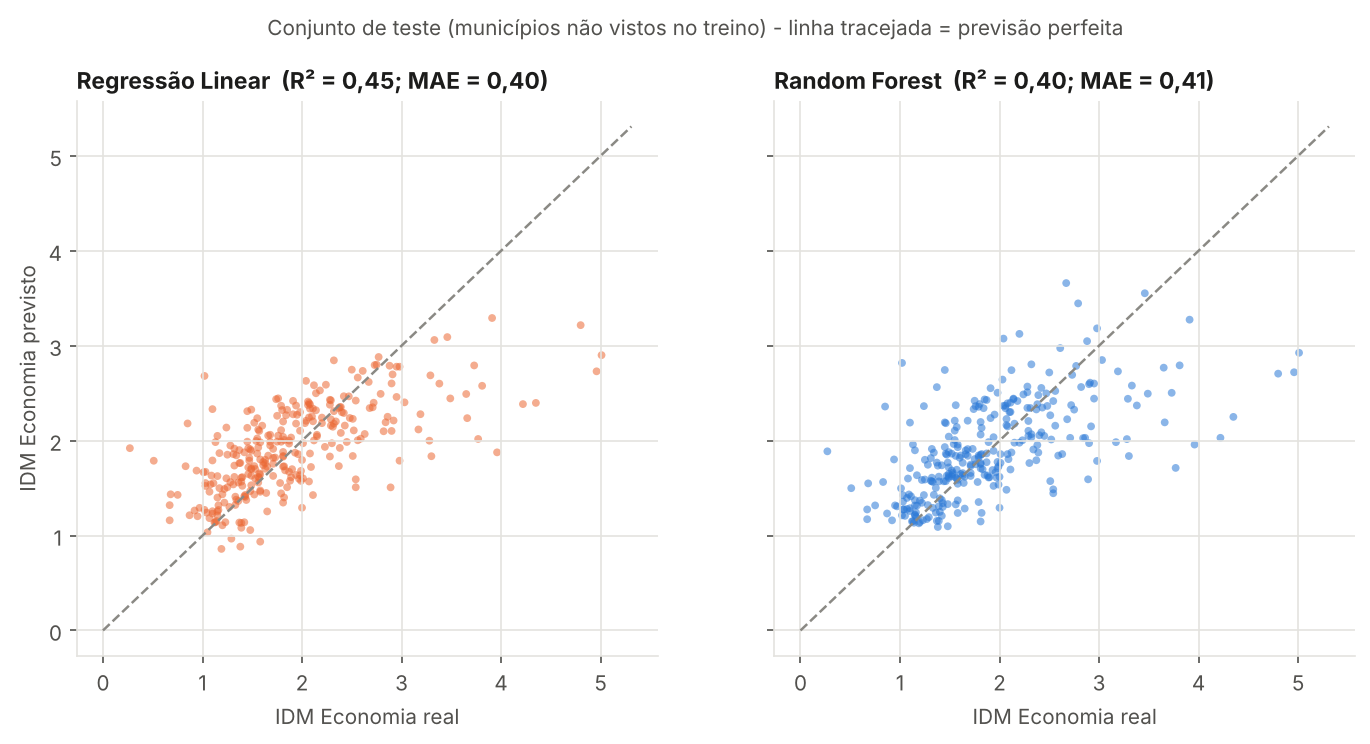 Conjunto de teste (municípios não vistos no treino) - linha tracejada = previsão perfeita
Regressão Linear (R² = 0,45; MAE = 0,40)
IDM Economia previsto
5
4
3
2
1
0
0 1 2 3 4 5
IDM Economia real
Random Forest (R² = 0,40; MAE = 0,41)
0 1 2 3 4 5
IDM Economia real